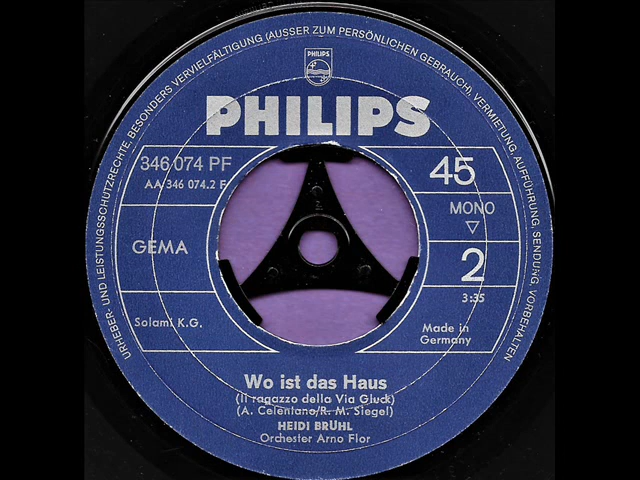 URHEBER- UND LEISTUNGSSCHUTZRECHTE, BESONDERS VERVIELFÄLTIGUNG (AUSSER ZUM PERSÖNLICHEN GEBRAUCH), VERMIETUNG, AUFFÜHRUNG, SENDUNG, VORBEHALTEN
PHILIPS
PHILIPS
346 074 PF
AA 346 074.2 F
45
MONO
GEMA
2
3:35
Solami K.G.
Made in
Germany
Wo ist das Haus
(Il ragazzo della Via Gluck)
(A. Celentano/R. M. Siegel)
HEIDI BRÜHL
Orchester Arno Flor